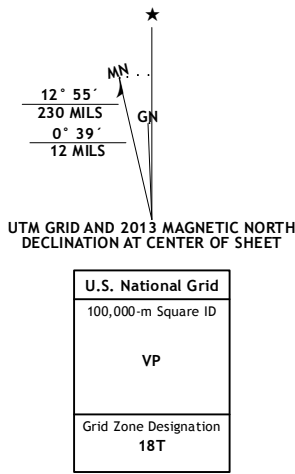 MN
12° 55´
230 MILS
GN
0° 39´
12 MILS
UTM GRID AND 2013 MAGNETIC NORTH
DECLINATION AT CENTER OF SHEET
U.S. National Grid
100,000-m Square ID
VP
Grid Zone Designation
18T